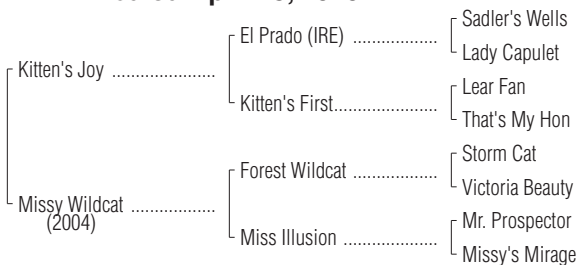 Sadler's Wells
El Prado (IRE) ...................
Lady Capulet
Kitten's Joy .......................
Lear Fan
Kitten's First.......................
That's My Hon
Storm Cat
Forest Wildcat ...................
Victoria Beauty
Missy Wildcat ...................
(2004)
Mr. Prospector
Miss Illusion .....................
Missy's Mirage